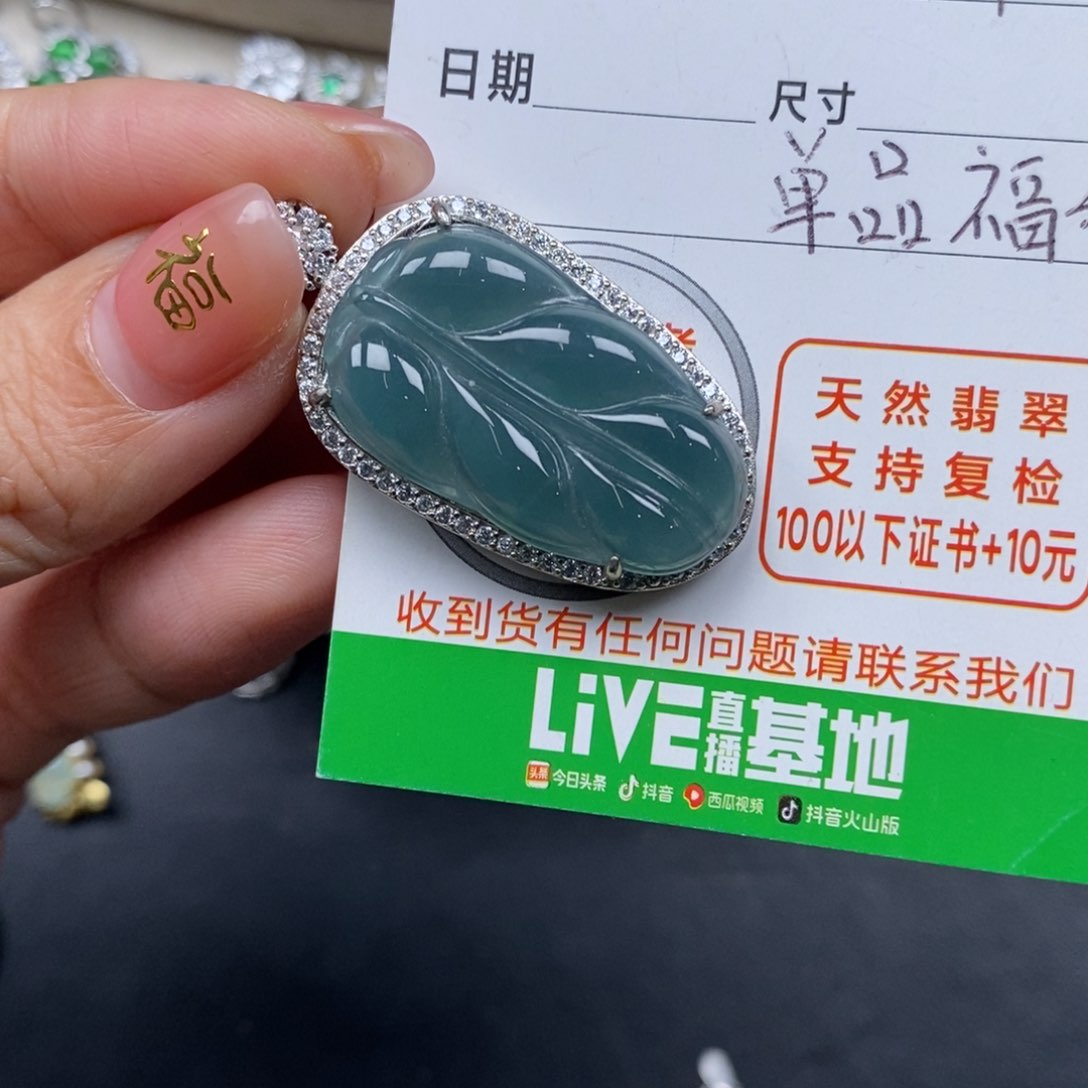 日期 尺寸
单品福
福
天然翡翠
支持复检
100以下证书+10元
收到货有任何问题请联系我们
LiVE直播基地
今日头条 抖音 西瓜视频 抖音火山版